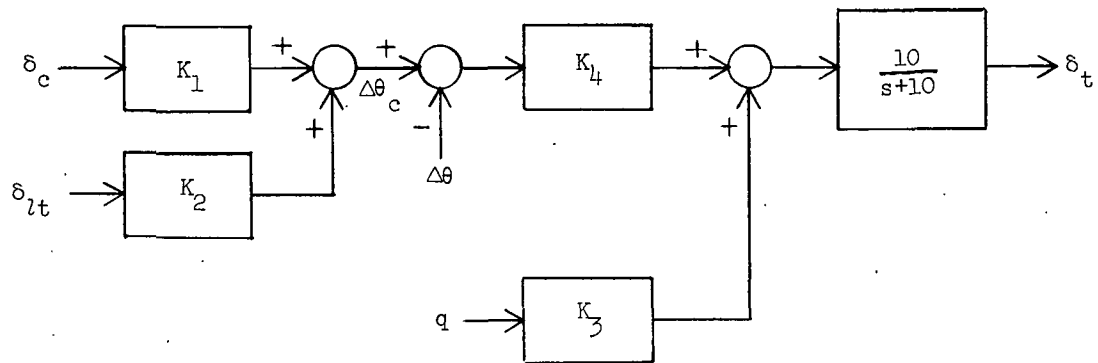 δc
K1
+
+
Δθc
+
-
Δθ
K4
+
+
10
s+10
δt
δlt
K2
q
K3